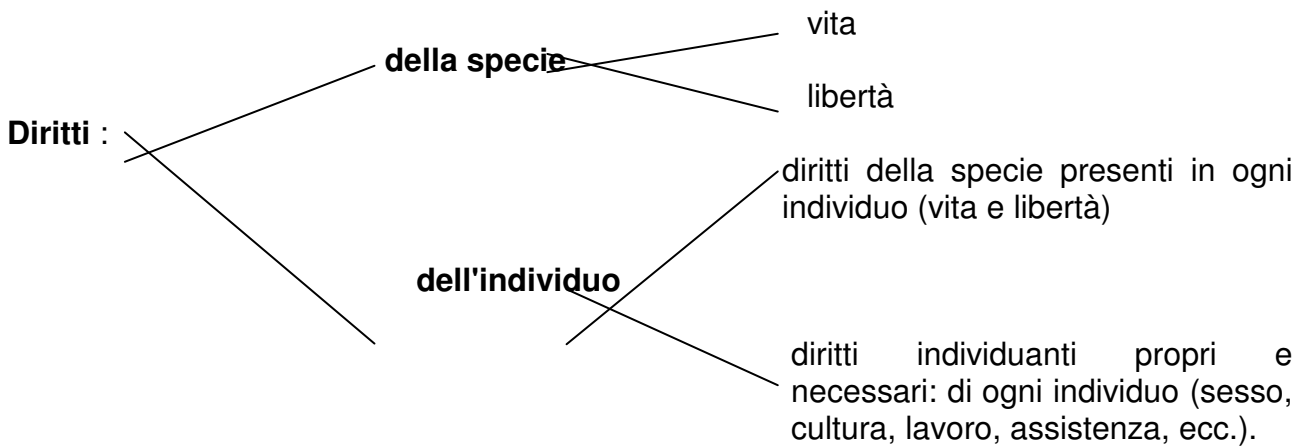 vita
della specie
libertà
Diritti :
diritti della specie presenti in ogni
individuo (vita e libertà)
dell'individuo
diritti individuanti propri e
necessari: di ogni individuo (sesso,
cultura, lavoro, assistenza, ecc.).